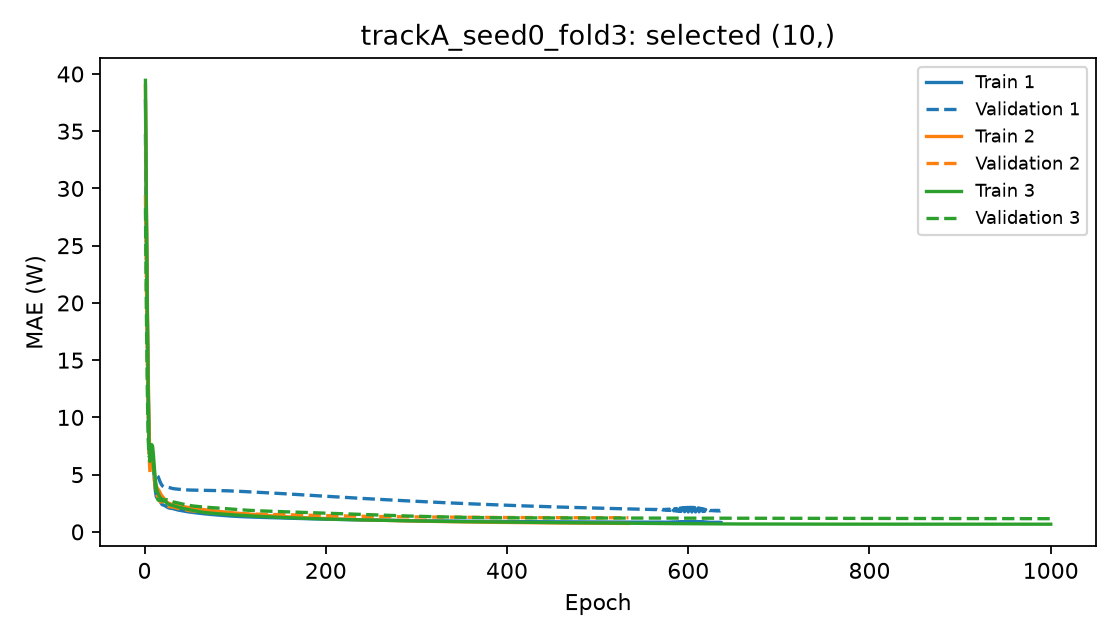 trackA_seed0_fold3: selected (10,)
MAE (W)
40
35
30
25
20
15
10
5
0
Train 1
Validation 1
Train 2
Validation 2
Train 3
Validation 3
0 200 400 600 800 1000
Epoch